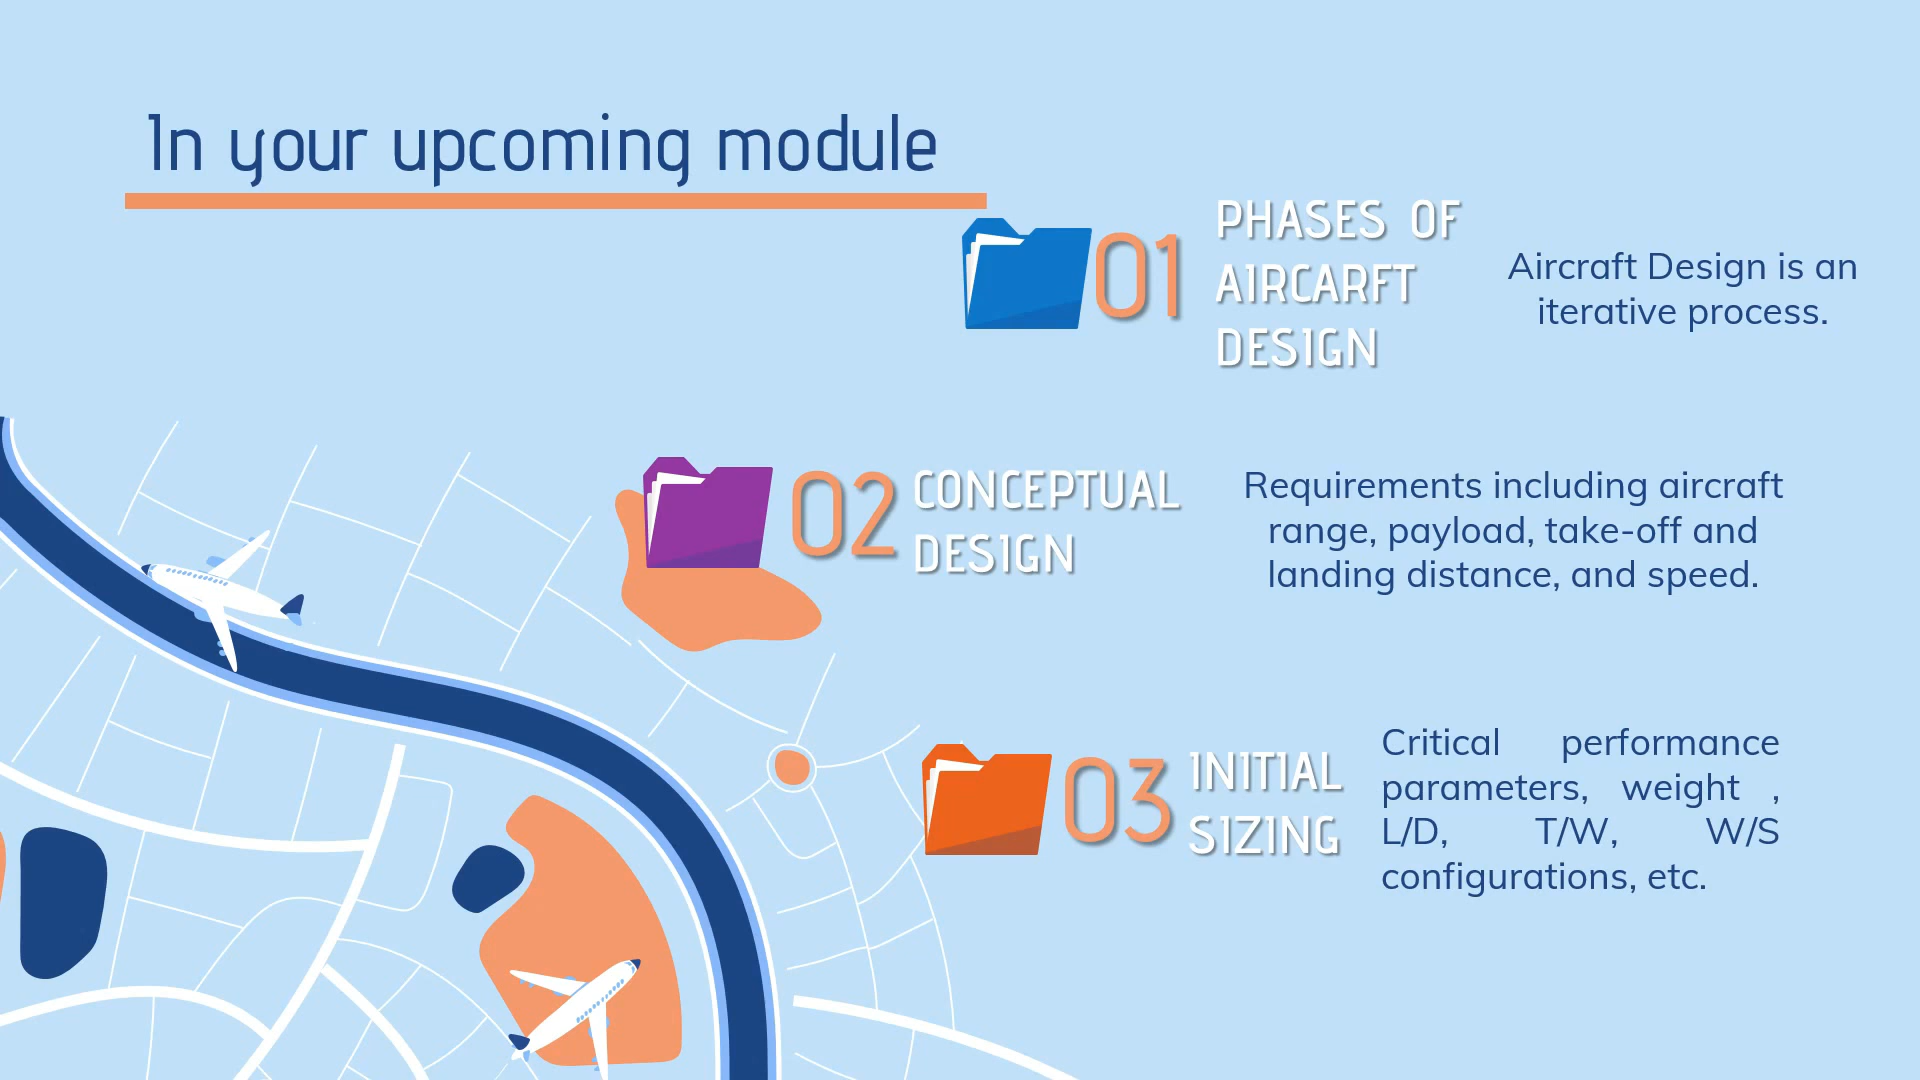 In your upcoming module
01
PHASES OF
AIRCARFT
DESIGN
Aircraft Design is an
iterative process.
02
CONCEPTUAL
DESIGN
Requirements including aircraft
range, payload, take-off and
landing distance, and speed.
03
INITIAL
SIZING
Critical performance
parameters, weight ,
L/D, T/W, W/S
configurations, etc.